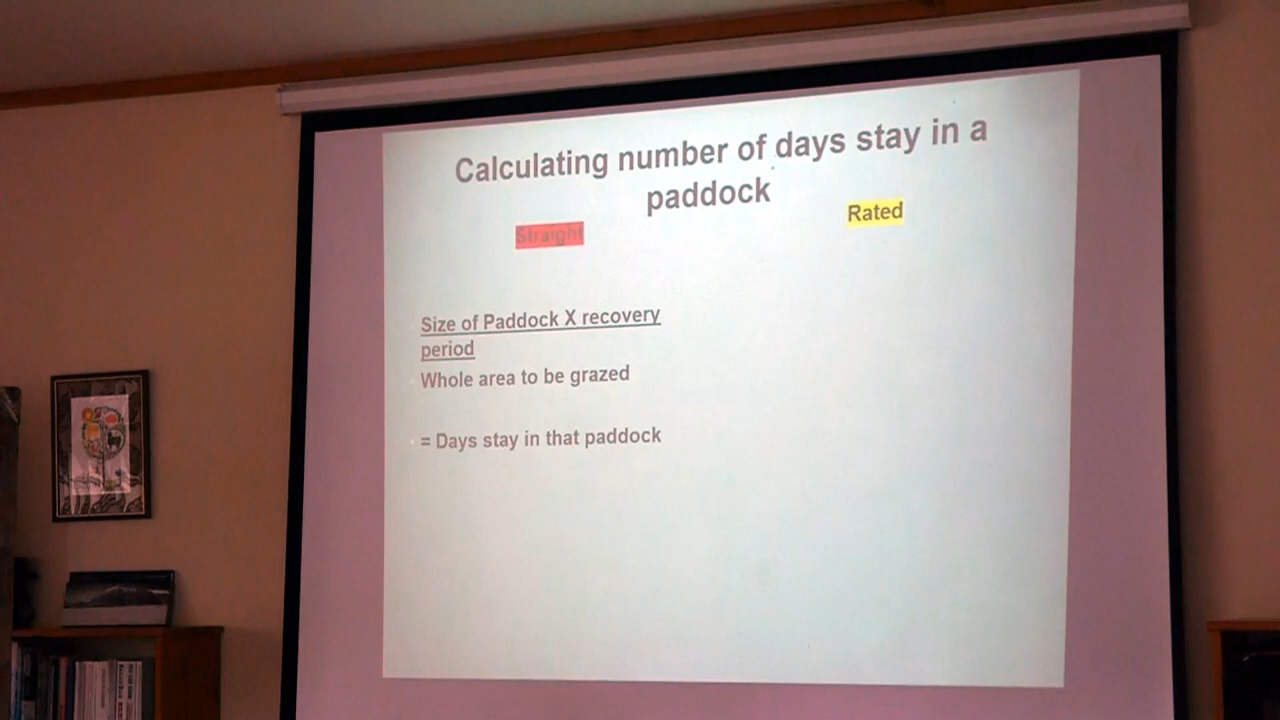 Calculating number of days stay in a
paddock
Straight
Rated
Size of Paddock X recovery
period
Whole area to be grazed
= Days stay in that paddock